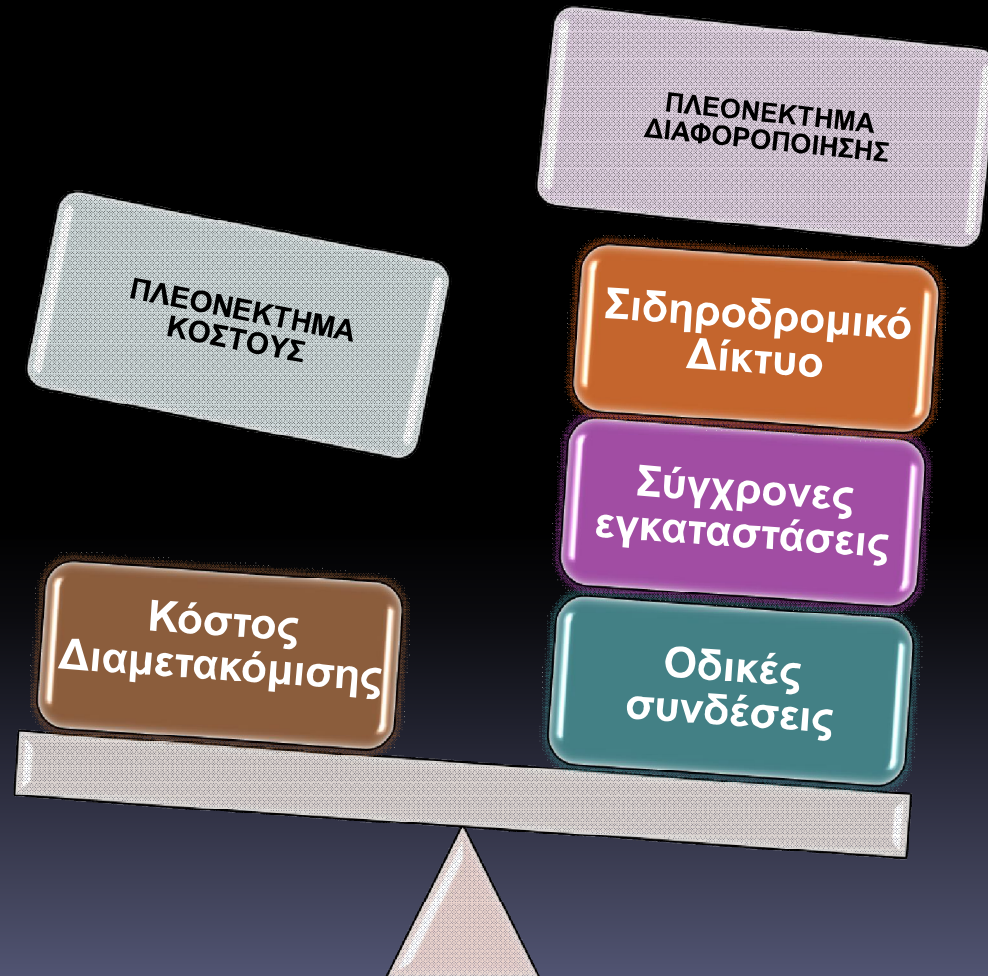 ΠΛΕΟΝΕΚΤΗΜΑ
ΚΟΣΤΟΥΣ
Κόστος
Διαμετακόμισης
ΠΛΕΟΝΕΚΤΗΜΑ
ΔΙΑΦΟΡΟΠΟΙΗΣΗΣ
Σιδηροδρομικό
Δίκτυο
Σύγχρονες
εγκαταστάσεις
Οδικές
συνδέσεις